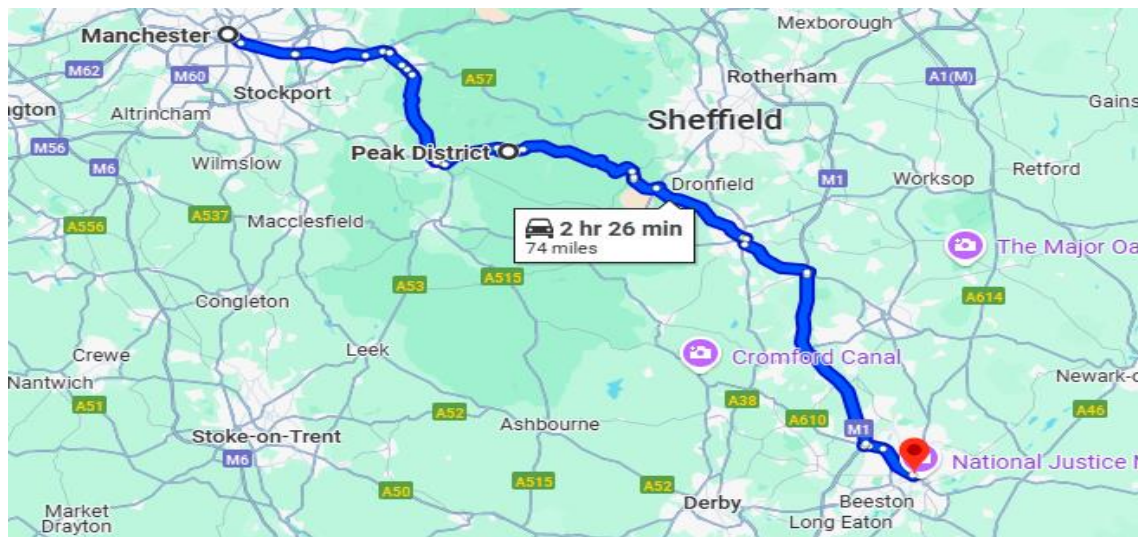 Mexborough
Manchester
M62
M60
A57
Rotherham
A1(M)
Gains
Stockport
ngton
Altrincham
Sheffield
M56
M6
Peak District
Wilmslow
Dronfield
M1
Worksop
Retford
A556
A537
Macclesfield
2 hr 26 min
74 miles
The Major Oa
A53
A515
A614
Congleton
Leek
Cromford Canal
Crewe
Nantwich
Newark-o
A51
A38
A46
A52
Ashbourne
A610
M1
Stoke-on-Trent
M6
National Justice M
A50
A515
A52
Derby
Beeston
Market
Drayton
Long Eaton